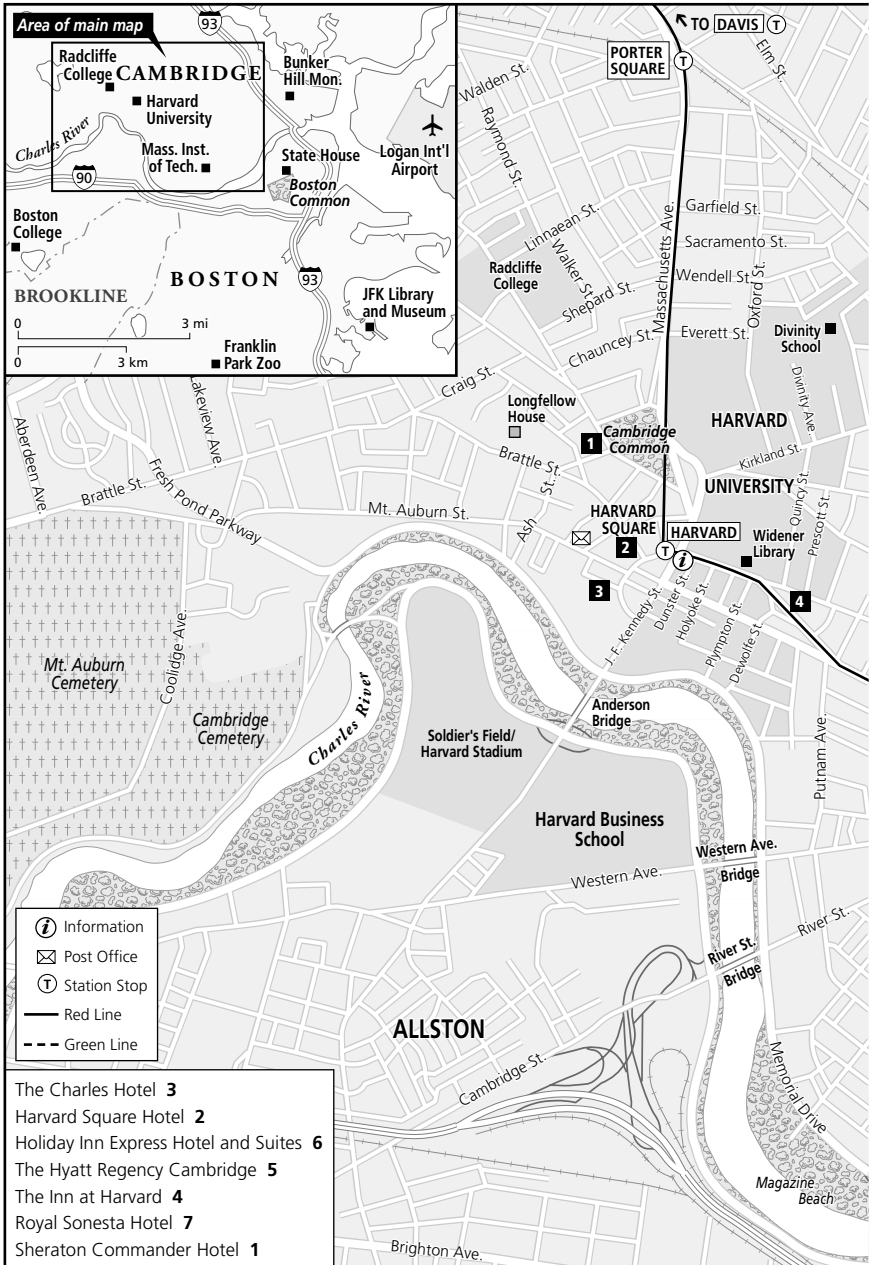 Area of main map
93
Radcliffe
College
CAMBRIDGE
Bunker
Hill Mon.
Harvard
University
Charles River
Mass. Inst.
of Tech.
State House
Boston
Common
Logan Int'l
Airport
90
Boston
College
BOSTON
93
BROOKLINE
JFK Library
and Museum
0 3 mi
0 3 km
Franklin
Park Zoo
TO DAVIS T
PORTER
SQUARE
T
Elm St.
Walden St.
Raymond St.
Massachusetts Ave.
Garfield St.
Linnaean St.
Walker St.
Sacramento St.
Radcliffe
College
Wendell St.
Oxford St.
Shepard St.
Everett St.
Divinity
School
Chauncey St.
Craig St.
Divinity Ave.
Longfellow
House
HARVARD
1
Cambridge
Common
Kirkland St.
Aberdeen Ave.
Lakeview Ave.
Brattle St.
Fresh Pond Parkway
Brattle St.
UNIVERSITY
Quincy St.
Prescott St.
Mt. Auburn St.
Ash St.
HARVARD
SQUARE
2
HARVARD
T
i
Widener
Library
3
4
J. F. Kennedy St.
Dunster St.
Holyoke St.
Plympton St.
Dewolfe St.
Coolidge Ave.
Mt. Auburn
Cemetery
Cambridge
Cemetery
Charles River
Anderson
Bridge
Soldier's Field/
Harvard Stadium
Putnam Ave.
Harvard Business
School
Western Ave.
Bridge
Western Ave.
River St.
River St.
Bridge
i Information
Post Office
T Station Stop
Red Line
Green Line
ALLSTON
Cambridge St.
Memorial Drive
Magazine
Beach
Brighton Ave.
The Charles Hotel 3
Harvard Square Hotel 2
Holiday Inn Express Hotel and Suites 6
The Hyatt Regency Cambridge 5
The Inn at Harvard 4
Royal Sonesta Hotel 7
Sheraton Commander Hotel 1